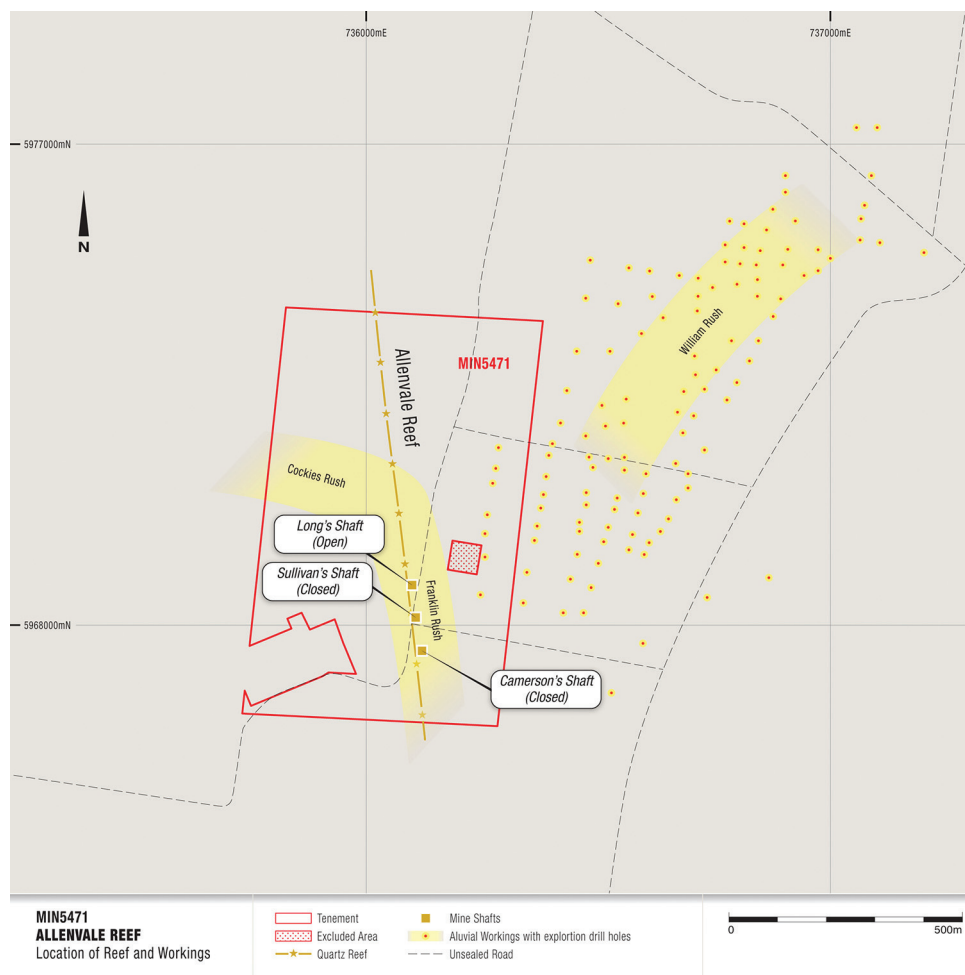 736000mE
737000mE
5977000mN
N
MIN5471
Allenvale Reef
William Rush
Cockies Rush
Long's Shaft
(Open)
Sullivan's Shaft
(Closed)
Franklin Rush
5968000mN
Camerson's Shaft
(Closed)
MIN5471
ALLENVALE REEF
Location of Reef and Workings
Tenement
Excluded Area
Quartz Reef
Mine Shafts
Aluvial Workings with explortion drill holes
Unsealed Road
0
500m